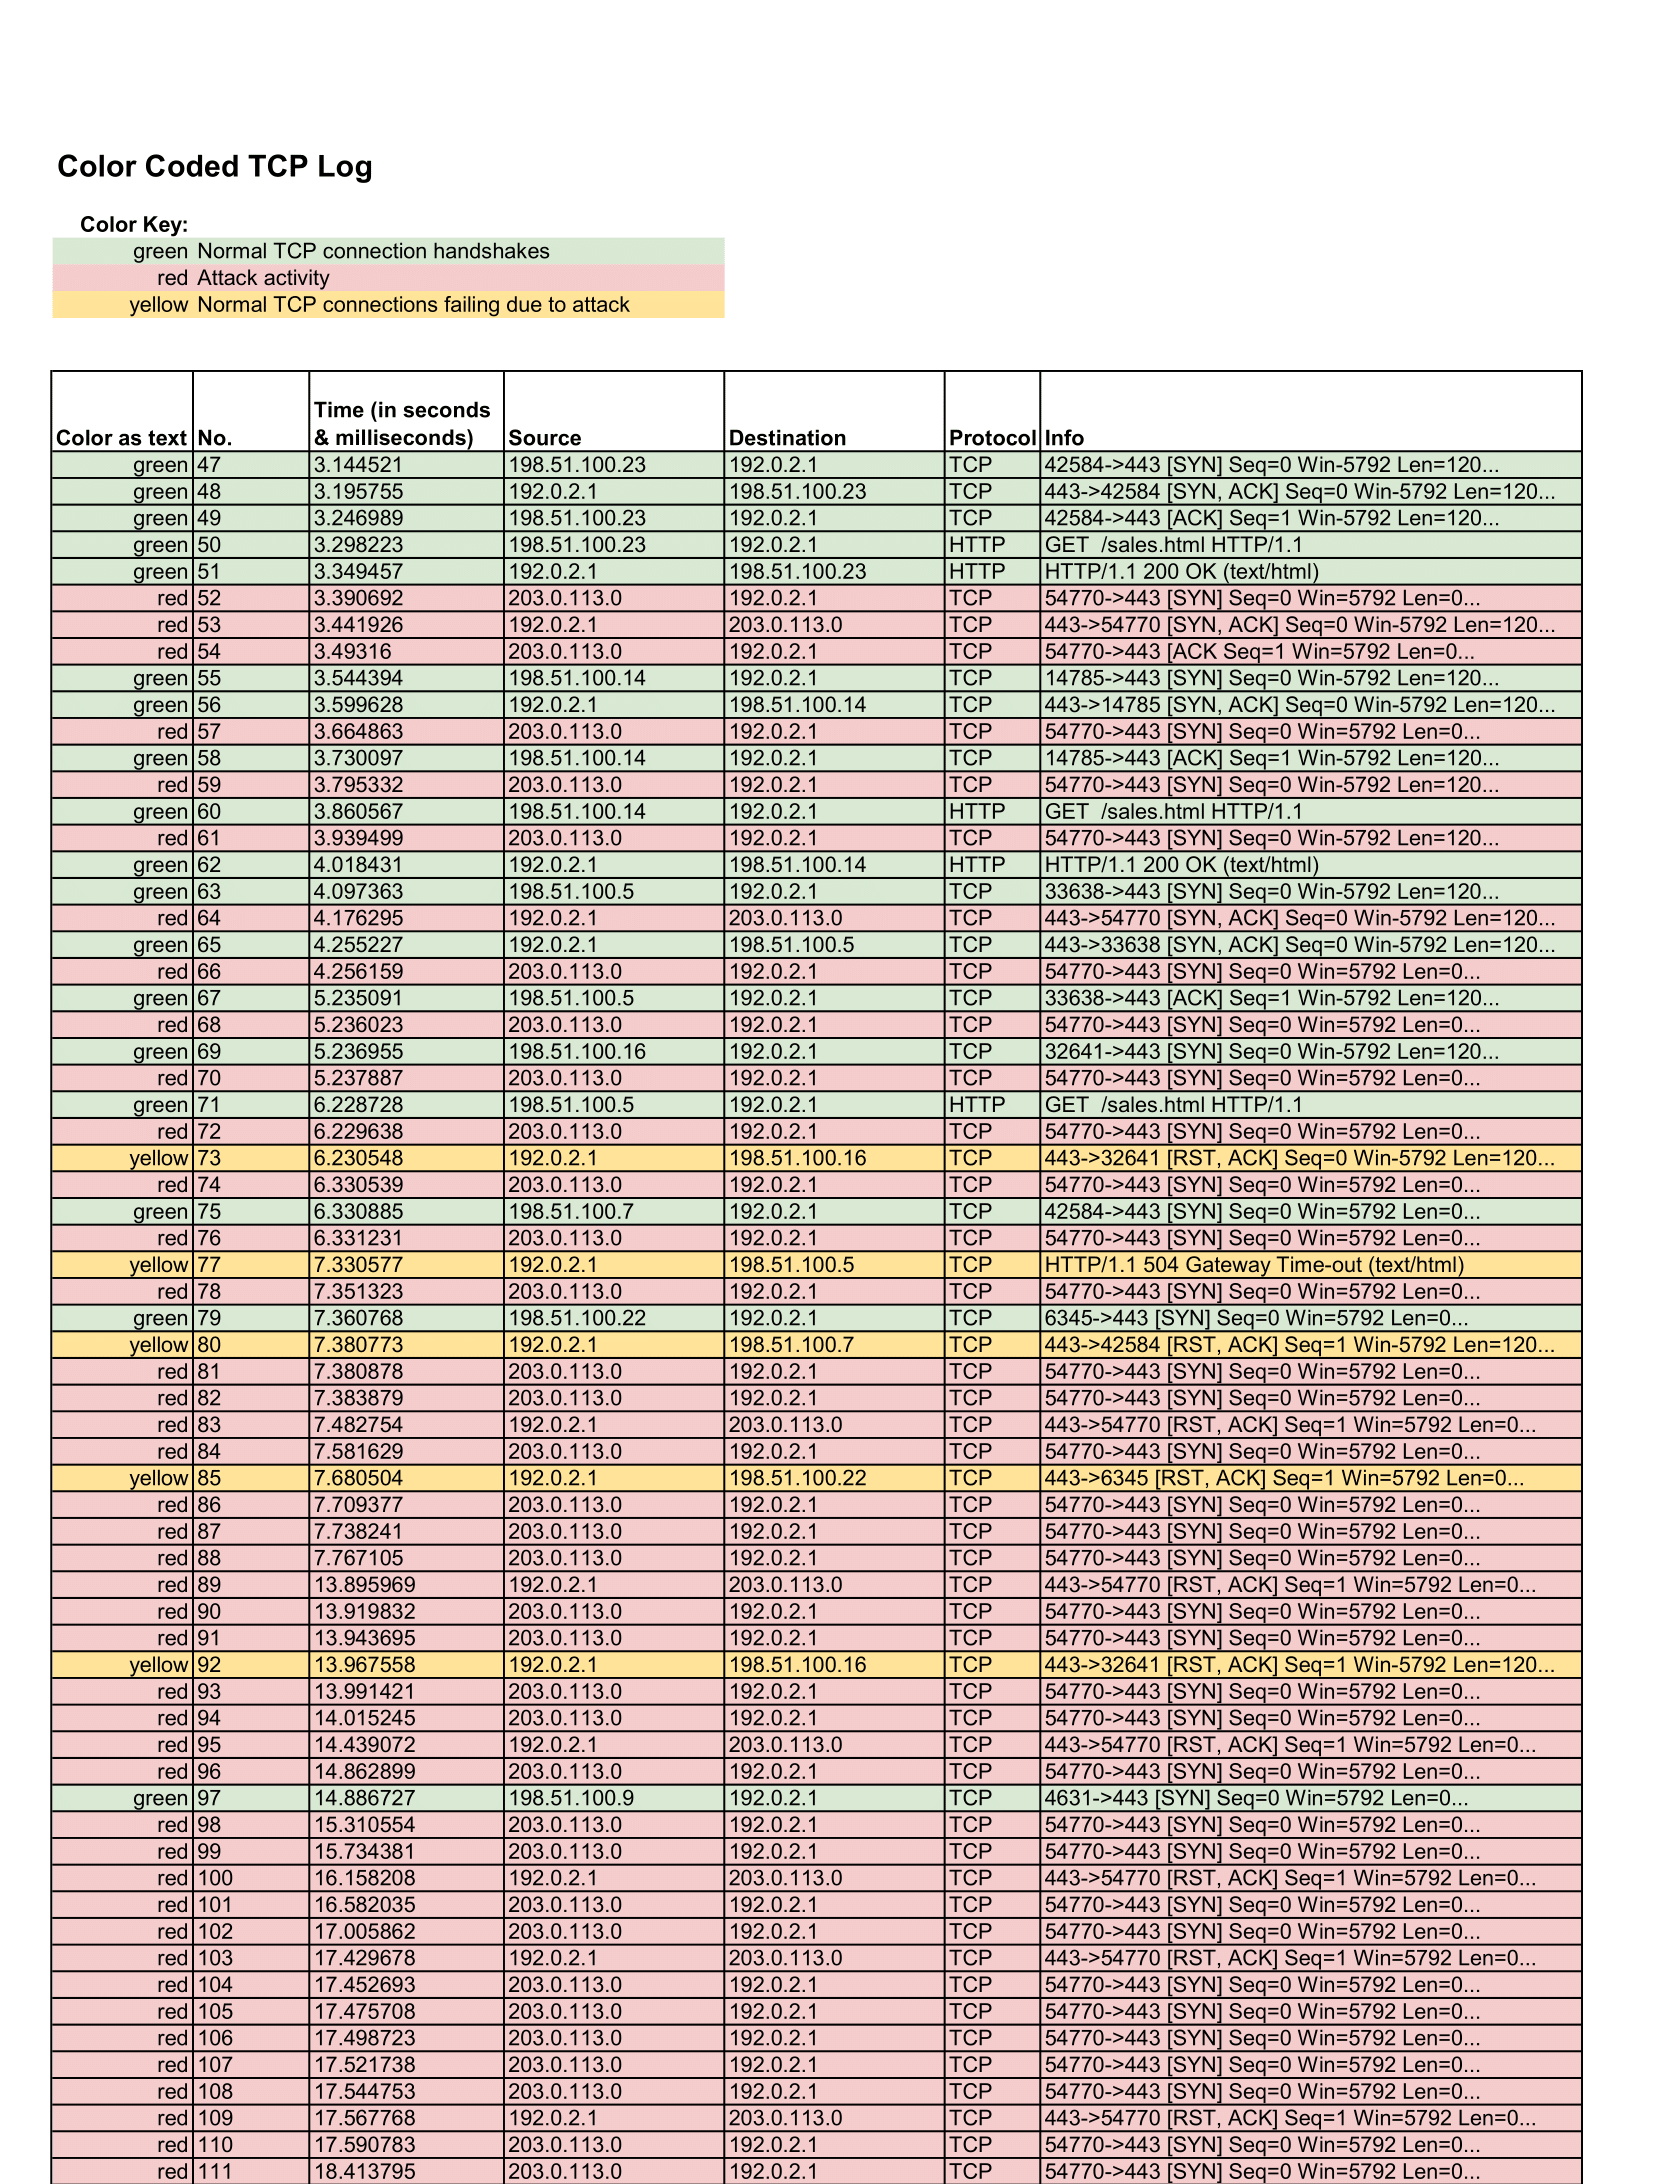 Color Coded TCP Log
Color Key:
green Normal TCP connection handshakes
red Attack activity
yellow Normal TCP connections failing due to attack
Color as text No. Time (in seconds & milliseconds) Source Destination Protocol Info
green 47 3.144521 198.51.100.23 192.0.2.1 TCP 42584->443 [SYN] Seq=0 Win-5792 Len=120...
green 48 3.195755 192.0.2.1 198.51.100.23 TCP 443->42584 [SYN, ACK] Seq=0 Win-5792 Len=120...
green 49 3.246989 198.51.100.23 192.0.2.1 TCP 42584->443 [ACK] Seq=1 Win-5792 Len=120...
green 50 3.298223 198.51.100.23 192.0.2.1 HTTP GET /sales.html HTTP/1.1
green 51 3.349457 192.0.2.1 198.51.100.23 HTTP HTTP/1.1 200 OK (text/html)
red 52 3.390692 203.0.113.0 192.0.2.1 TCP 54770->443 [SYN] Seq=0 Win=5792 Len=0...
red 53 3.441926 192.0.2.1 203.0.113.0 TCP 443->54770 [SYN, ACK] Seq=0 Win-5792 Len=120...
red 54 3.49316 203.0.113.0 192.0.2.1 TCP 54770->443 [ACK Seq=1 Win=5792 Len=0...
green 55 3.544394 198.51.100.14 192.0.2.1 TCP 14785->443 [SYN] Seq=0 Win-5792 Len=120...
green 56 3.599628 192.0.2.1 198.51.100.14 TCP 443->14785 [SYN, ACK] Seq=0 Win-5792 Len=120...
red 57 3.664863 203.0.113.0 192.0.2.1 TCP 54770->443 [SYN] Seq=0 Win=5792 Len=0...
green 58 3.730097 198.51.100.14 192.0.2.1 TCP 14785->443 [ACK] Seq=1 Win-5792 Len=120...
red 59 3.795332 203.0.113.0 192.0.2.1 TCP 54770->443 [SYN] Seq=0 Win-5792 Len=120...
green 60 3.860567 198.51.100.14 192.0.2.1 HTTP GET /sales.html HTTP/1.1
red 61 3.939499 203.0.113.0 192.0.2.1 TCP 54770->443 [SYN] Seq=0 Win-5792 Len=120...
green 62 4.018431 192.0.2.1 198.51.100.14 HTTP HTTP/1.1 200 OK (text/html)
green 63 4.097363 198.51.100.5 192.0.2.1 TCP 33638->443 [SYN] Seq=0 Win-5792 Len=120...
red 64 4.176295 192.0.2.1 203.0.113.0 TCP 443->54770 [SYN, ACK] Seq=0 Win-5792 Len=120...
green 65 4.255227 192.0.2.1 198.51.100.5 TCP 443->33638 [SYN, ACK] Seq=0 Win-5792 Len=120...
red 66 4.256159 203.0.113.0 192.0.2.1 TCP 54770->443 [SYN] Seq=0 Win=5792 Len=0...
green 67 5.235091 198.51.100.5 192.0.2.1 TCP 33638->443 [ACK] Seq=1 Win-5792 Len=120...
red 68 5.236023 203.0.113.0 192.0.2.1 TCP 54770->443 [SYN] Seq=0 Win=5792 Len=0...
green 69 5.236955 198.51.100.16 192.0.2.1 TCP 32641->443 [SYN] Seq=0 Win-5792 Len=120...
red 70 5.237887 203.0.113.0 192.0.2.1 TCP 54770->443 [SYN] Seq=0 Win=5792 Len=0...
green 71 6.228728 198.51.100.5 192.0.2.1 HTTP GET /sales.html HTTP/1.1
red 72 6.229638 203.0.113.0 192.0.2.1 TCP 54770->443 [SYN] Seq=0 Win=5792 Len=0...
yellow 73 6.230548 192.0.2.1 198.51.100.16 TCP 443->32641 [RST, ACK] Seq=0 Win-5792 Len=120...
red 74 6.330539 203.0.113.0 192.0.2.1 TCP 54770->443 [SYN] Seq=0 Win=5792 Len=0...
green 75 6.330885 198.51.100.7 192.0.2.1 TCP 42584->443 [SYN] Seq=0 Win=5792 Len=0...
red 76 6.331231 203.0.113.0 192.0.2.1 TCP 54770->443 [SYN] Seq=0 Win=5792 Len=0...
yellow 77 7.330577 192.0.2.1 198.51.100.5 TCP HTTP/1.1 504 Gateway Time-out (text/html)
red 78 7.351323 203.0.113.0 192.0.2.1 TCP 54770->443 [SYN] Seq=0 Win=5792 Len=0...
green 79 7.360768 198.51.100.22 192.0.2.1 TCP 6345->443 [SYN] Seq=0 Win=5792 Len=0...
yellow 80 7.380773 192.0.2.1 198.51.100.7 TCP 443->42584 [RST, ACK] Seq=1 Win-5792 Len=120...
red 81 7.380878 203.0.113.0 192.0.2.1 TCP 54770->443 [SYN] Seq=0 Win=5792 Len=0...
red 82 7.383879 203.0.113.0 192.0.2.1 TCP 54770->443 [SYN] Seq=0 Win=5792 Len=0...
red 83 7.482754 192.0.2.1 203.0.113.0 TCP 443->54770 [RST, ACK] Seq=1 Win=5792 Len=0...
red 84 7.581629 203.0.113.0 192.0.2.1 TCP 54770->443 [SYN] Seq=0 Win=5792 Len=0...
yellow 85 7.680504 192.0.2.1 198.51.100.22 TCP 443->6345 [RST, ACK] Seq=1 Win=5792 Len=0...
red 86 7.709377 203.0.113.0 192.0.2.1 TCP 54770->443 [SYN] Seq=0 Win=5792 Len=0...
red 87 7.738241 203.0.113.0 192.0.2.1 TCP 54770->443 [SYN] Seq=0 Win=5792 Len=0...
red 88 7.767105 203.0.113.0 192.0.2.1 TCP 54770->443 [SYN] Seq=0 Win=5792 Len=0...
red 89 13.895969 192.0.2.1 203.0.113.0 TCP 443->54770 [RST, ACK] Seq=1 Win=5792 Len=0...
red 90 13.919832 203.0.113.0 192.0.2.1 TCP 54770->443 [SYN] Seq=0 Win=5792 Len=0...
red 91 13.943695 203.0.113.0 192.0.2.1 TCP 54770->443 [SYN] Seq=0 Win=5792 Len=0...
yellow 92 13.967558 192.0.2.1 198.51.100.16 TCP 443->32641 [RST, ACK] Seq=1 Win-5792 Len=120...
red 93 13.991421 203.0.113.0 192.0.2.1 TCP 54770->443 [SYN] Seq=0 Win=5792 Len=0...
red 94 14.015245 203.0.113.0 192.0.2.1 TCP 54770->443 [SYN] Seq=0 Win=5792 Len=0...
red 95 14.439072 192.0.2.1 203.0.113.0 TCP 443->54770 [RST, ACK] Seq=1 Win=5792 Len=0...
red 96 14.862899 203.0.113.0 192.0.2.1 TCP 54770->443 [SYN] Seq=0 Win=5792 Len=0...
green 97 14.886727 198.51.100.9 192.0.2.1 TCP 4631->443 [SYN] Seq=0 Win=5792 Len=0...
red 98 15.310554 203.0.113.0 192.0.2.1 TCP 54770->443 [SYN] Seq=0 Win=5792 Len=0...
red 99 15.734381 203.0.113.0 192.0.2.1 TCP 54770->443 [SYN] Seq=0 Win=5792 Len=0...
red 100 16.158208 192.0.2.1 203.0.113.0 TCP 443->54770 [RST, ACK] Seq=1 Win=5792 Len=0...
red 101 16.582035 203.0.113.0 192.0.2.1 TCP 54770->443 [SYN] Seq=0 Win=5792 Len=0...
red 102 17.005862 203.0.113.0 192.0.2.1 TCP 54770->443 [SYN] Seq=0 Win=5792 Len=0...
red 103 17.429678 192.0.2.1 203.0.113.0 TCP 443->54770 [RST, ACK] Seq=1 Win=5792 Len=0...
red 104 17.452693 203.0.113.0 192.0.2.1 TCP 54770->443 [SYN] Seq=0 Win=5792 Len=0...
red 105 17.475708 203.0.113.0 192.0.2.1 TCP 54770->443 [SYN] Seq=0 Win=5792 Len=0...
red 106 17.498723 203.0.113.0 192.0.2.1 TCP 54770->443 [SYN] Seq=0 Win=5792 Len=0...
red 107 17.521738 203.0.113.0 192.0.2.1 TCP 54770->443 [SYN] Seq=0 Win=5792 Len=0...
red 108 17.544753 203.0.113.0 192.0.2.1 TCP 54770->443 [SYN] Seq=0 Win=5792 Len=0...
red 109 17.567768 192.0.2.1 203.0.113.0 TCP 443->54770 [RST, ACK] Seq=1 Win=5792 Len=0...
red 110 17.590783 203.0.113.0 192.0.2.1 TCP 54770->443 [SYN] Seq=0 Win=5792 Len=0...
red 111 18.413795 203.0.113.0 192.0.2.1 TCP 54770->443 [SYN] Seq=0 Win=5792 Len=0...